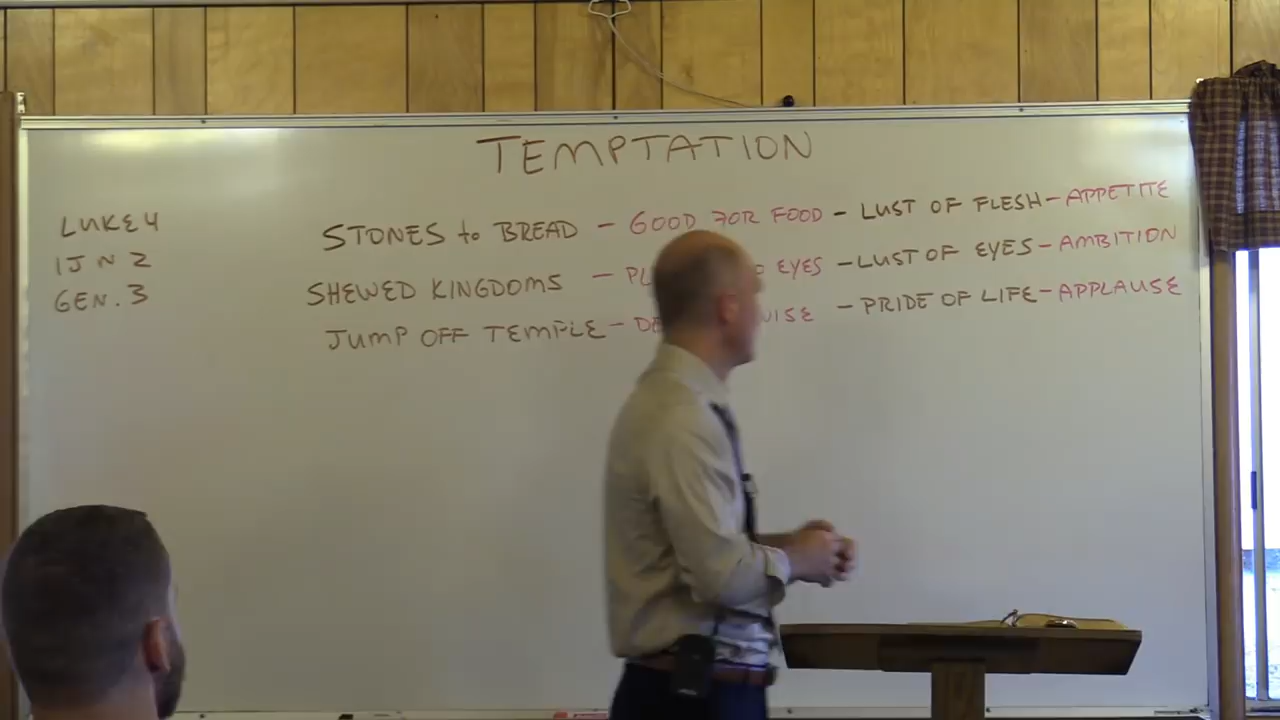 TEMPTATION
LUKE 4
1 JN 2
GEN. 3
STONES to BREAD - GOOD FOR FOOD - LUST OF FLESH - APPETITE
SHEWED KINGDOMS - EYES - LUST OF EYES - AMBITION
JUMP OFF TEMPLE - - PRIDE OF LIFE - APPLAUSE